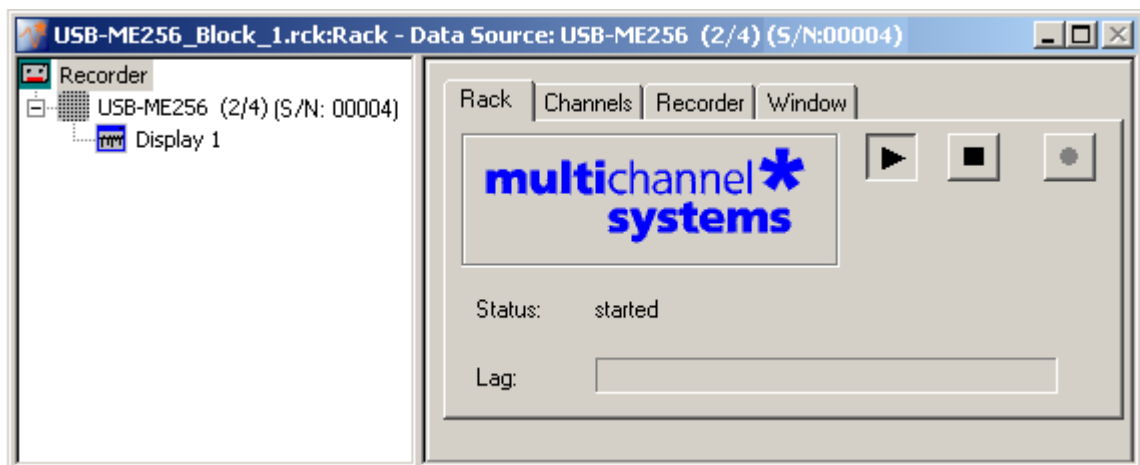 USB-ME256_Block_1.rck:Rack - Data Source: USB-ME256 (2/4) (S/N:00004)
Recorder
USB-ME256 (2/4) (S/N: 00004)
Display 1
Rack Channels Recorder Window
multichannel
systems
Status: started
Lag: